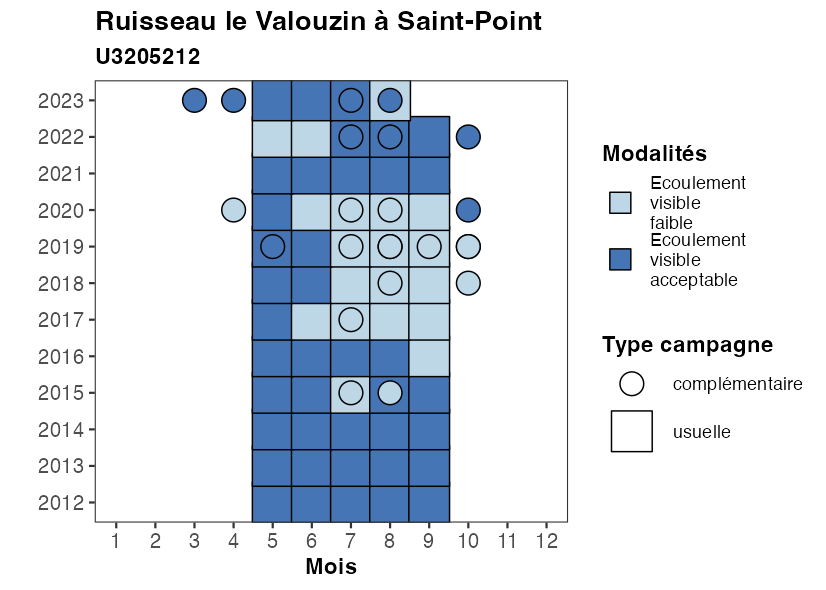 Ruisseau le Valouzin à Saint-Point
U3205212
2023
2022
2021
2020
2019
2018
2017
2016
2015
2014
2013
2012
1 2 3 4 5 6 7 8 9 10 11 12
Mois
Modalités
Ecoulement
visible
faible
Ecoulement
visible
acceptable
Type campagne
complémentaire
usuelle